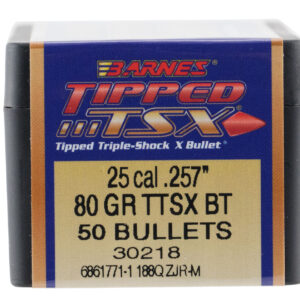 BARNES
TIPPED
TSX
Tipped Triple-Shock X Bullet
25 cal .257"
80 GR TTSX BT
50 BULLETS
30218
6861771-1 188Q ZJR-M